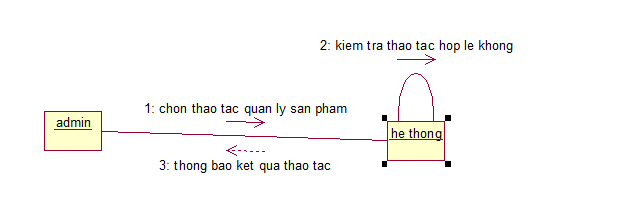 2: kiem tra thao tac hop le khong
1: chon thao tac quan ly san pham
admin
he thong
3: thong bao ket qua thao tac